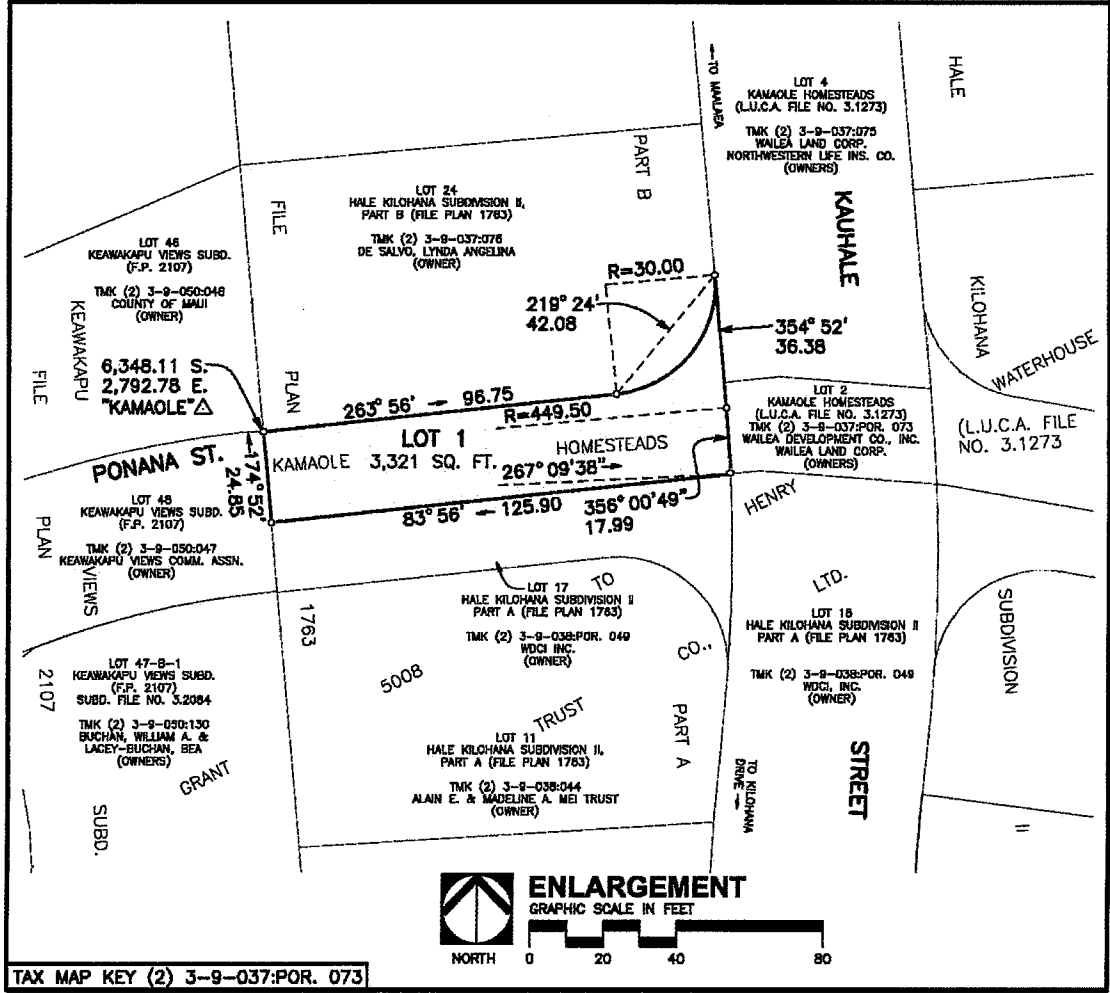 HALE
←TO MAALAEA
LOT 4
KAMAOLE HOMESTEADS
(L.U.C.A. FILE NO. 3.1273)
TMK (2) 3-9-037:075
WAILEA LAND CORP.
NORTHWESTERN LIFE INS. CO.
(OWNERS)
PART B
KAUHALE
FILE
LOT 24
HALE KILOHANA SUBDIVISION II,
PART B (FILE PLAN 1763)
TMK (2) 3-9-037:076
DE SALVO, LYNDA ANGELINA
(OWNER)
LOT 46
KEAWAKAPU VIEWS SUBD.
(F.P. 2107)
TMK (2) 3-9-050:046
COUNTY OF MAUI
(OWNER)
KEAWAKAPU
FILE
R=30.00
219° 24'
42.08
354° 52'
36.38
KILOHANA
WATERHOUSE
6,348.11 S.
2,792.78 E.
"KAMAOLE"△
PLAN
263° 56' → 96.75
R=449.50
LOT 1
KAMAOLE 3,321 SQ. FT.
HOMESTEADS
267° 09'38"→
LOT 2
KAMAOLE HOMESTEADS
(L.U.C.A. FILE NO. 3.1273)
TMK (2) 3-9-037:POR. 073
WAILEA DEVELOPMENT CO., INC.
WAILEA LAND CORP.
(OWNERS)
(L.U.C.A. FILE
NO. 3.1273
PONANA ST.
←174° 52'
24.85
83° 56' ← 125.90
356° 00'49"
17.99
HENRY
LOT 48
KEAWAKAPU VIEWS SUBD.
(F.P. 2107)
TMK (2) 3-9-050:047
KEAWAKAPU VIEWS COMM. ASSN.
(OWNER)
PLAN
VIEWS
1763
LOT 17
HALE KILOHANA SUBDIVISION II
PART A (FILE PLAN 1763)
TMK (2) 3-9-038:POR. 049
WDCI INC.
(OWNER)
TO
CO.,
LTD.
LOT 18
HALE KILOHANA SUBDIVISION II
PART A (FILE PLAN 1763)
TMK (2) 3-9-038:POR. 049
WDCI, INC.
(OWNER)
SUBDIVISION
2107
LOT 47-B-1
KEAWAKAPU VIEWS SUBD.
(F.P. 2107)
SUBD. FILE NO. 3.2084
TMK (2) 3-9-050:130
BUCHAN, WILLIAM A. &
LACEY-BUCHAN, BEA
(OWNERS)
5008
TRUST
PART A
GRANT
SUBD.
LOT 11
HALE KILOHANA SUBDIVISION II,
PART A (FILE PLAN 1763)
TMK (2) 3-9-038:044
ALAIN E. & MADELINE A. MEI TRUST
(OWNER)
TO KILOHANA
DRIVE →
STREET
II
NORTH
ENLARGEMENT
GRAPHIC SCALE IN FEET
0 20 40 80
TAX MAP KEY (2) 3-9-037:POR. 073